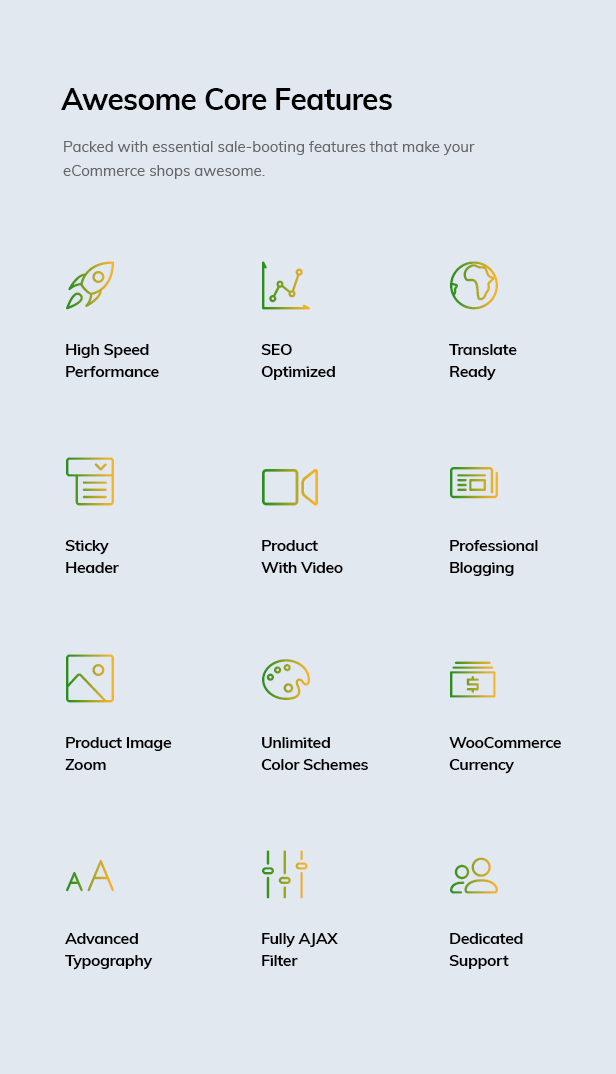 Awesome Core Features
Packed with essential sale-booting features that make your
eCommerce shops awesome.
High Speed
Performance
SEO
Optimized
Translate
Ready
Sticky
Header
Product
With Video
Professional
Blogging
Product Image
Zoom
Unlimited
Color Schemes
WooCommerce
Currency
Advanced
Typography
Fully AJAX
Filter
Dedicated
Support